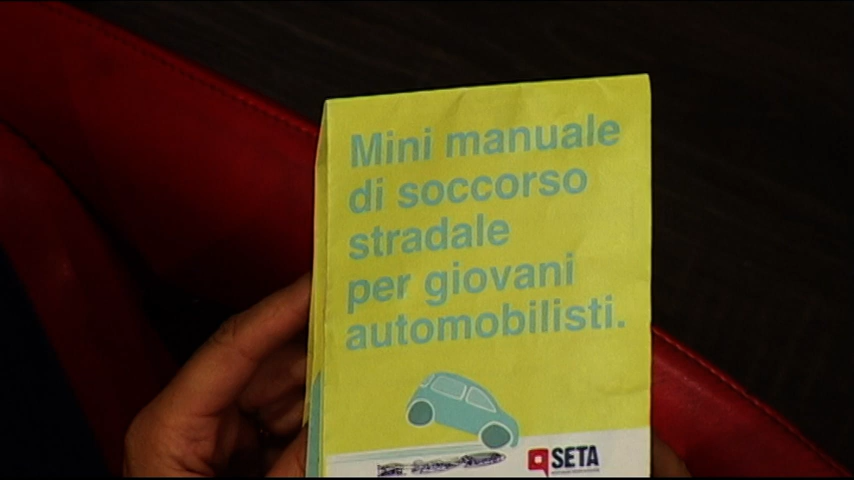 Mini manuale
di soccorso
stradale
per giovani
automobilisti.
SETA